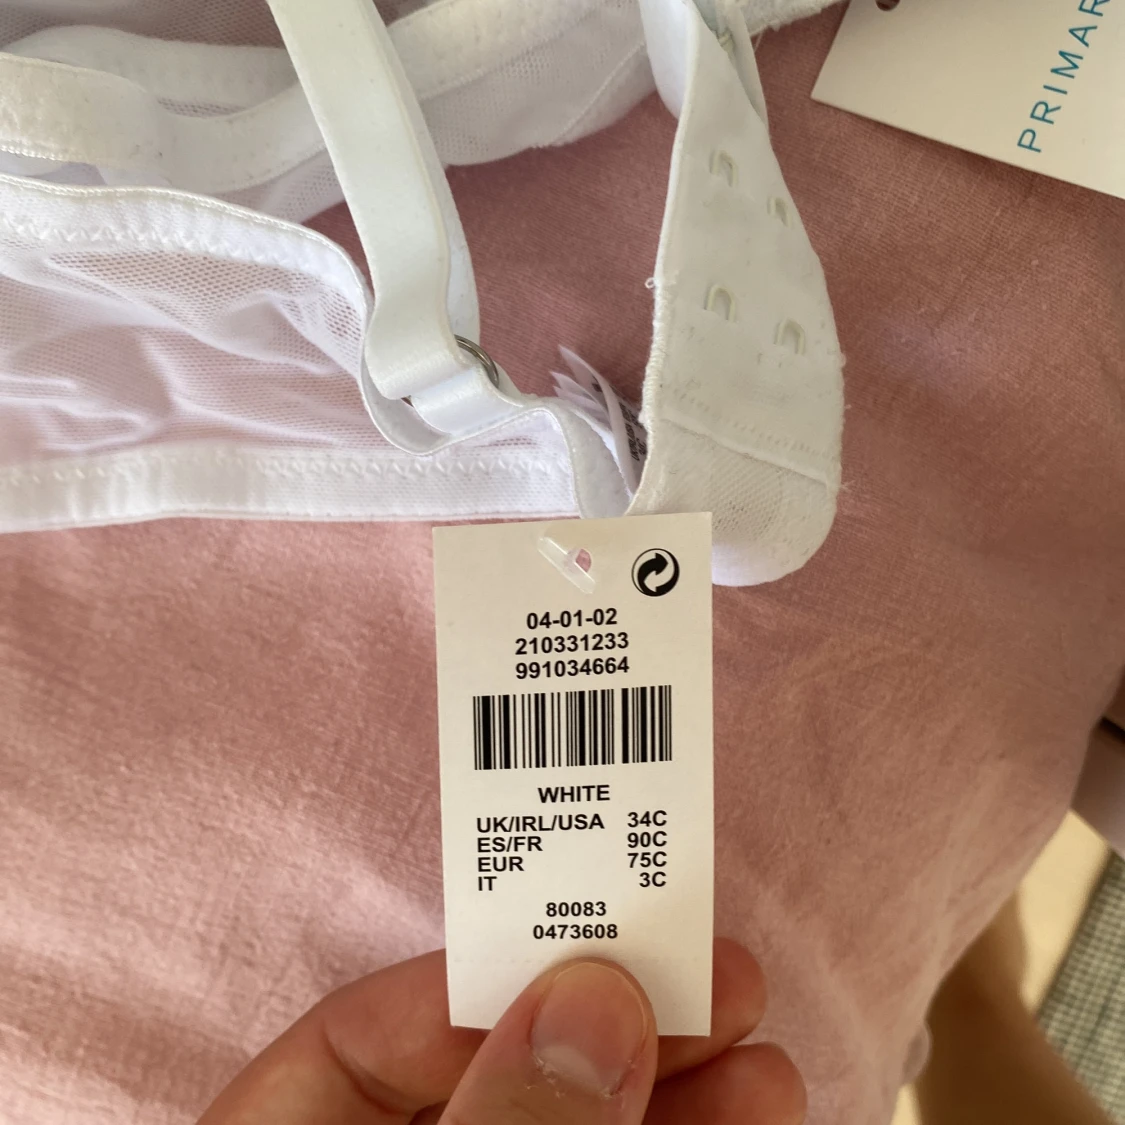 PRIMAR
04-01-02
210331233
991034664
WHITE
UK/IRL/USA 34C
ES/FR 90C
EUR 75C
IT 3C
80083
0473608